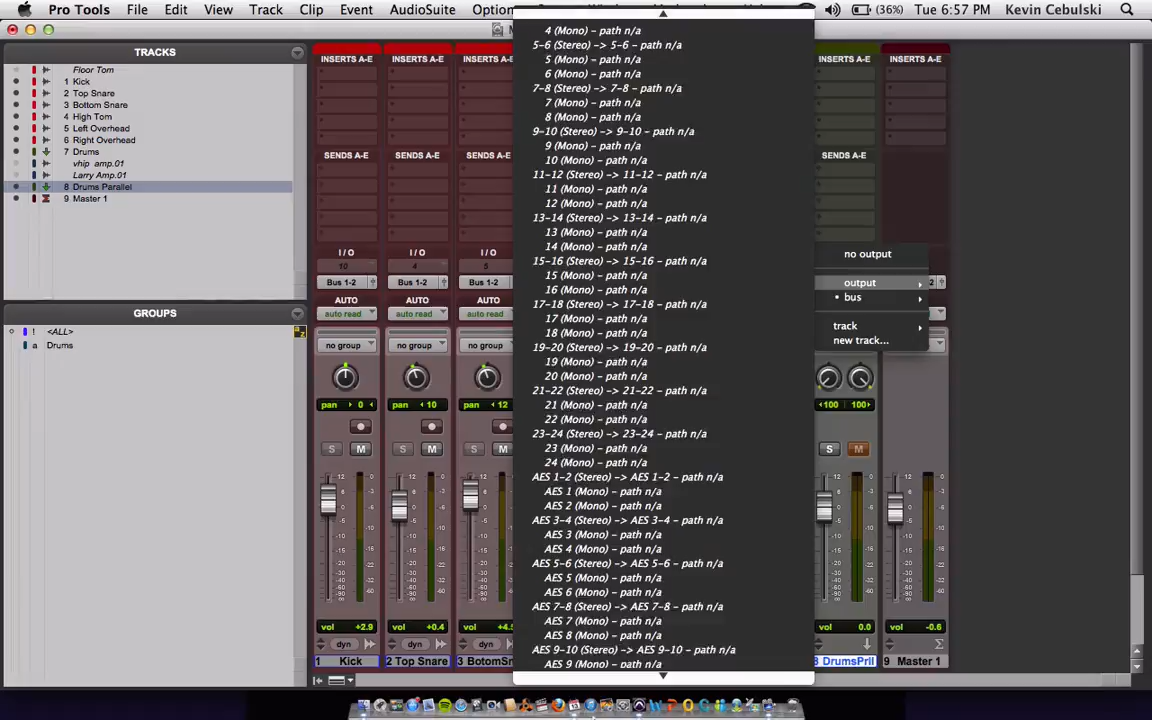 Pro Tools File Edit View Track Clip Event AudioSuite (36%) Tue 6:57 PM Kevin Cebulski
TRACKS
Floor Tom
1 Kick
2 Top Snare
3 Bottom Snare
4 High Tom
5 Left Overhead
6 Right Overhead
7 Drums
vhip amp.01
Larry Amp.01
8 Drums Parallel
9 Master 1
GROUPS
! <ALL>
a Drums
INSERTS A-E INSERTS A-E
SENDS A-E SENDS A-E
I / O I / O
10 4 5
Bus 1-2 Bus 1-2 Bus 1-2
AUTO AUTO AUTO
auto read auto read auto read
no group no group no group
pan 0 pan 10 pan 12
S M S M S M
vol +2.9 vol +0.4 vol
dyn dyn dyn
1 Kick 2 Top Snare 3 BotomSn
4 (Mono) - path n/a
5-6 (Stereo) -> 5-6 - path n/a
5 (Mono) - path n/a
6 (Mono) - path n/a
7-8 (Stereo) -> 7-8 - path n/a
7 (Mono) - path n/a
8 (Mono) - path n/a
9-10 (Stereo) -> 9-10 - path n/a
9 (Mono) - path n/a
10 (Mono) - path n/a
11-12 (Stereo) -> 11-12 - path n/a
11 (Mono) - path n/a
12 (Mono) - path n/a
13-14 (Stereo) -> 13-14 - path n/a
13 (Mono) - path n/a
14 (Mono) - path n/a
15-16 (Stereo) -> 15-16 - path n/a
15 (Mono) - path n/a
16 (Mono) - path n/a
17-18 (Stereo) -> 17-18 - path n/a
17 (Mono) - path n/a
18 (Mono) - path n/a
19-20 (Stereo) -> 19-20 - path n/a
19 (Mono) - path n/a
20 (Mono) - path n/a
21-22 (Stereo) -> 21-22 - path n/a
21 (Mono) - path n/a
22 (Mono) - path n/a
23-24 (Stereo) -> 23-24 - path n/a
23 (Mono) - path n/a
24 (Mono) - path n/a
AES 1-2 (Stereo) -> AES 1-2 - path n/a
AES 1 (Mono) - path n/a
AES 2 (Mono) - path n/a
AES 3-4 (Stereo) -> AES 3-4 - path n/a
AES 3 (Mono) - path n/a
AES 4 (Mono) - path n/a
AES 5-6 (Stereo) -> AES 5-6 - path n/a
AES 5 (Mono) - path n/a
AES 6 (Mono) - path n/a
AES 7-8 (Stereo) -> AES 7-8 - path n/a
AES 7 (Mono) - path n/a
AES 8 (Mono) - path n/a
AES 9-10 (Stereo) -> AES 9-10 - path n/a
AES 9 (Mono) - path n/a
INSERTS A-E INSERTS A-E
SENDS A-E
no output
output
• bus
track
new track...
100 100
S M
vol 0.0 vol -0.6
DrumsPrll 9 Master 1